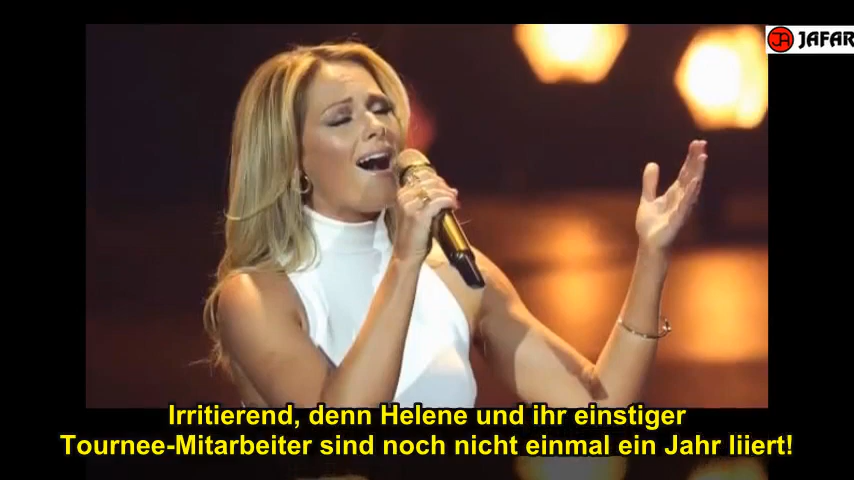 JAFAR
Irritierend, denn Helene und ihr einstiger
Tournee-Mitarbeiter sind noch nicht einmal ein Jahr liiert!